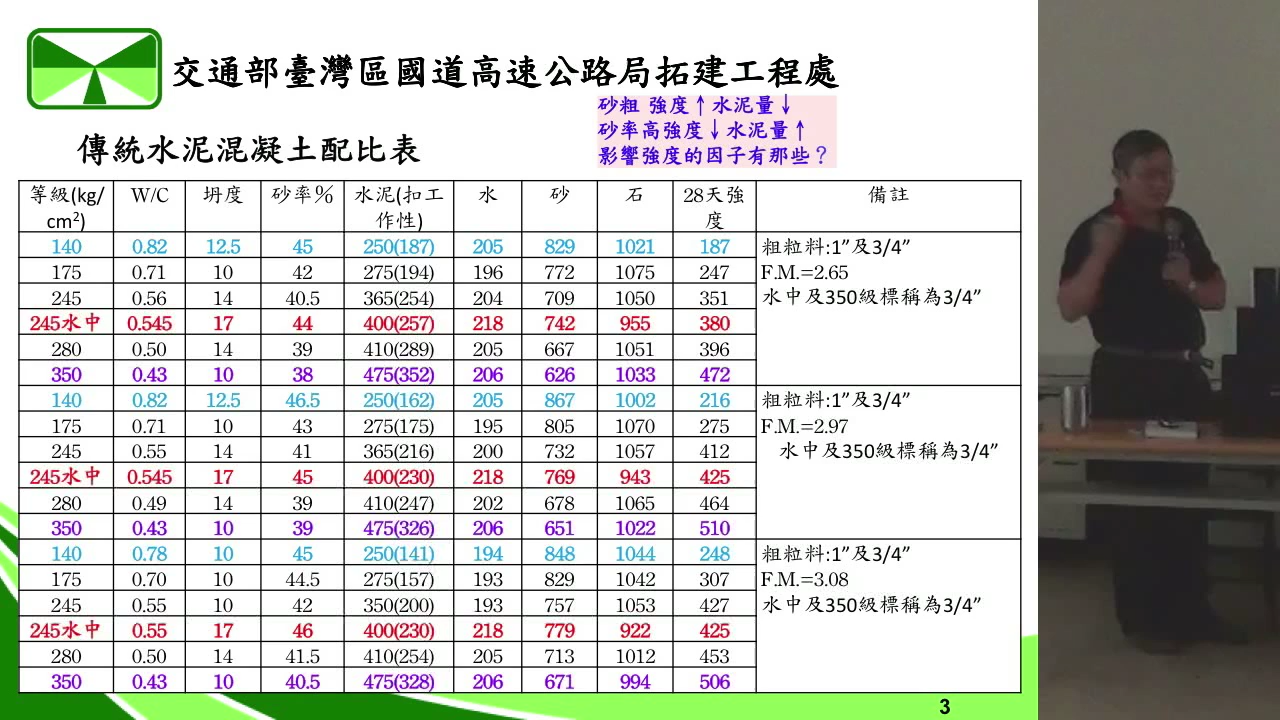 交通部臺灣區國道高速公路局拓建工程處
砂粗 強度↑水泥量↓
砂率高強度↓水泥量↑
影響強度的因子有那些？
傳統水泥混凝土配比表
等級(kg/cm²) W/C 坍度 砂率% 水泥(扣工作性) 水 砂 石 28天強度 備註
140 0.82 12.5 45 250(187) 205 829 1021 187 粗粒料:1”及3/4”
175 0.71 10 42 275(194) 196 772 1075 247 F.M.=2.65
245 0.56 14 40.5 365(254) 204 709 1050 351 水中及350級標稱為3/4”
245水中 0.545 17 44 400(257) 218 742 955 380
280 0.50 14 39 410(289) 205 667 1051 396
350 0.43 10 38 475(352) 206 626 1033 472
140 0.82 12.5 46.5 250(162) 205 867 1002 216 粗粒料:1”及3/4”
175 0.71 10 43 275(175) 195 805 1070 275 F.M.=2.97
245 0.55 14 41 365(216) 200 732 1057 412 水中及350級標稱為3/4”
245水中 0.545 17 45 400(230) 218 769 943 425
280 0.49 14 39 410(247) 202 678 1065 464
350 0.43 10 39 475(326) 206 651 1022 510
140 0.78 10 45 250(141) 194 848 1044 248 粗粒料:1”及3/4”
175 0.70 10 44.5 275(157) 193 829 1042 307 F.M.=3.08
245 0.55 10 42 350(200) 193 757 1053 427 水中及350級標稱為3/4”
245水中 0.55 17 46 400(230) 218 779 922 425
280 0.50 14 41.5 410(254) 205 713 1012 453
350 0.43 10 40.5 475(328) 206 671 994 506
3